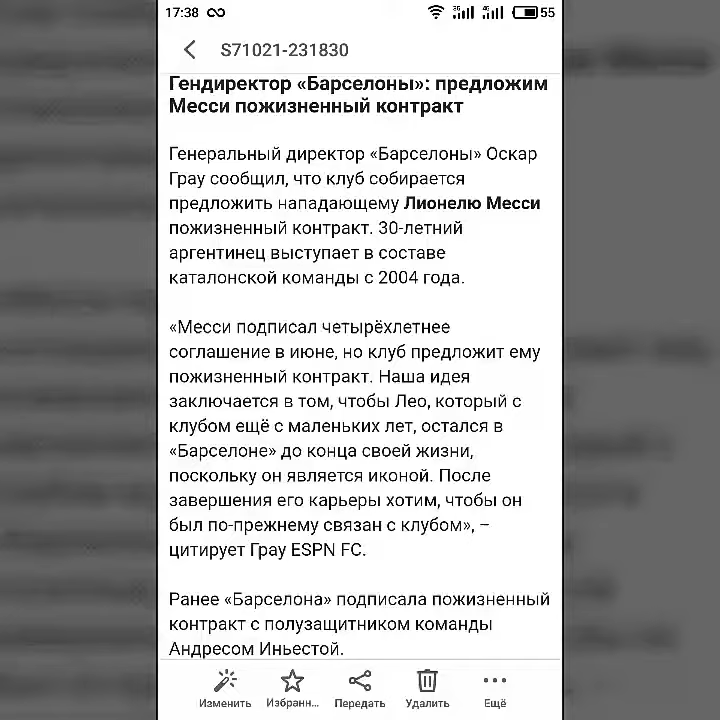 17:38
3G 4G 55
S71021-231830
Гендиректор «Барселоны»: предложим
Месси пожизненный контракт
Генеральный директор «Барселоны» Оскар
Грау сообщил, что клуб собирается
предложить нападающему Лионелю Месси
пожизненный контракт. 30-летний
аргентинец выступает в составе
каталонской команды с 2004 года.
«Месси подписал четырёхлетнее
соглашение в июне, но клуб предложит ему
пожизненный контракт. Наша идея
заключается в том, чтобы Лео, который с
клубом ещё с маленьких лет, остался в
«Барселоне» до конца своей жизни,
поскольку он является иконой. После
завершения его карьеры хотим, чтобы он
был по-прежнему связан с клубом», –
цитирует Грау ESPN FC.
Ранее «Барселона» подписала пожизненный
контракт с полузащитником команды
Андресом Иньестой.
Изменить Избранн... Передать Удалить Ещё